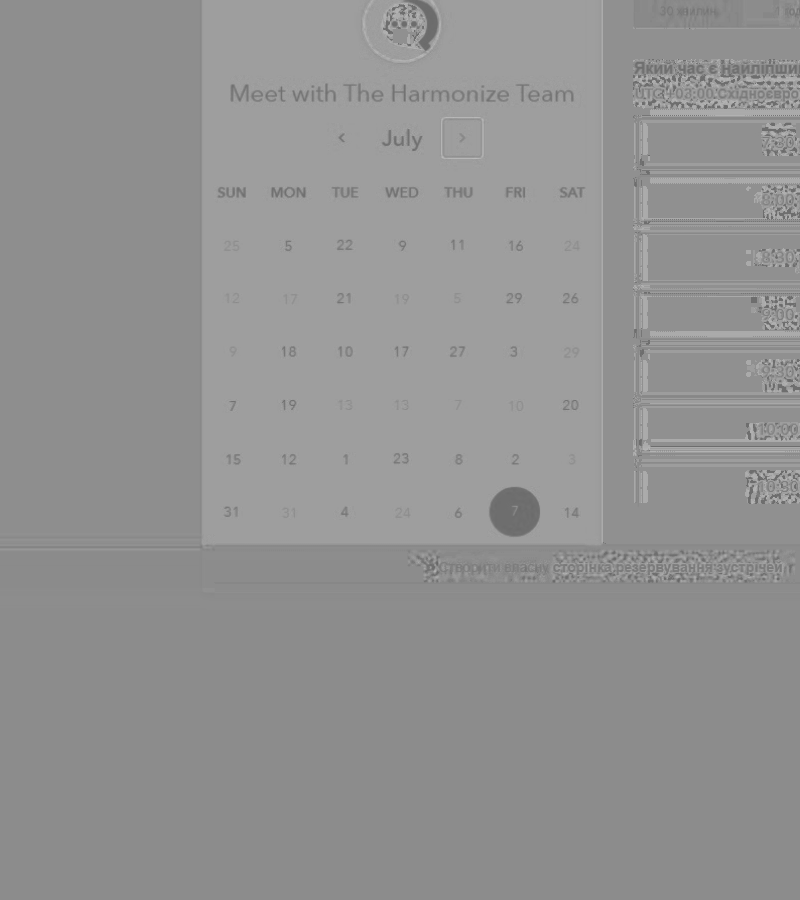 Meet with The Harmonize Team
< July >
SUN MON TUE WED THU FRI SAT
25 5 22 9 11 16 24
12 17 21 19 5 29 26
9 18 10 17 27 3 29
7 19 13 13 7 10 20
15 12 1 23 8 2 3
31 31 4 24 6 7 14
30 хвилин
Який час є найліпши
UTC +03:00 Східноєвро
7:30
8:00
8:30
9:00
9:30
10:00
10:30
Створити власну сторінка резервування зустрічей